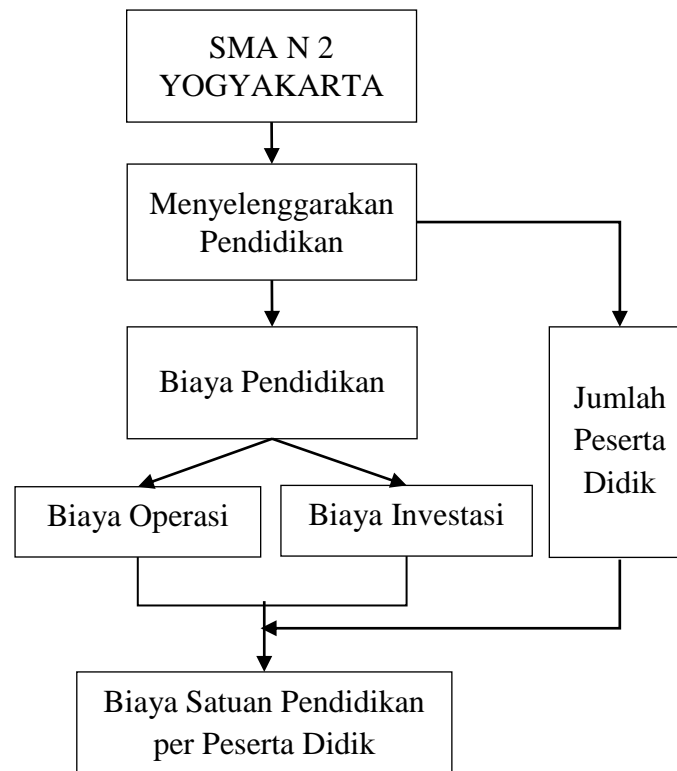 SMA N 2
YOGYAKARTA
Menyelenggarakan
Pendidikan
Biaya Pendidikan
Jumlah
Peserta
Didik
Biaya Operasi
Biaya Investasi
Biaya Satuan Pendidikan
per Peserta Didik